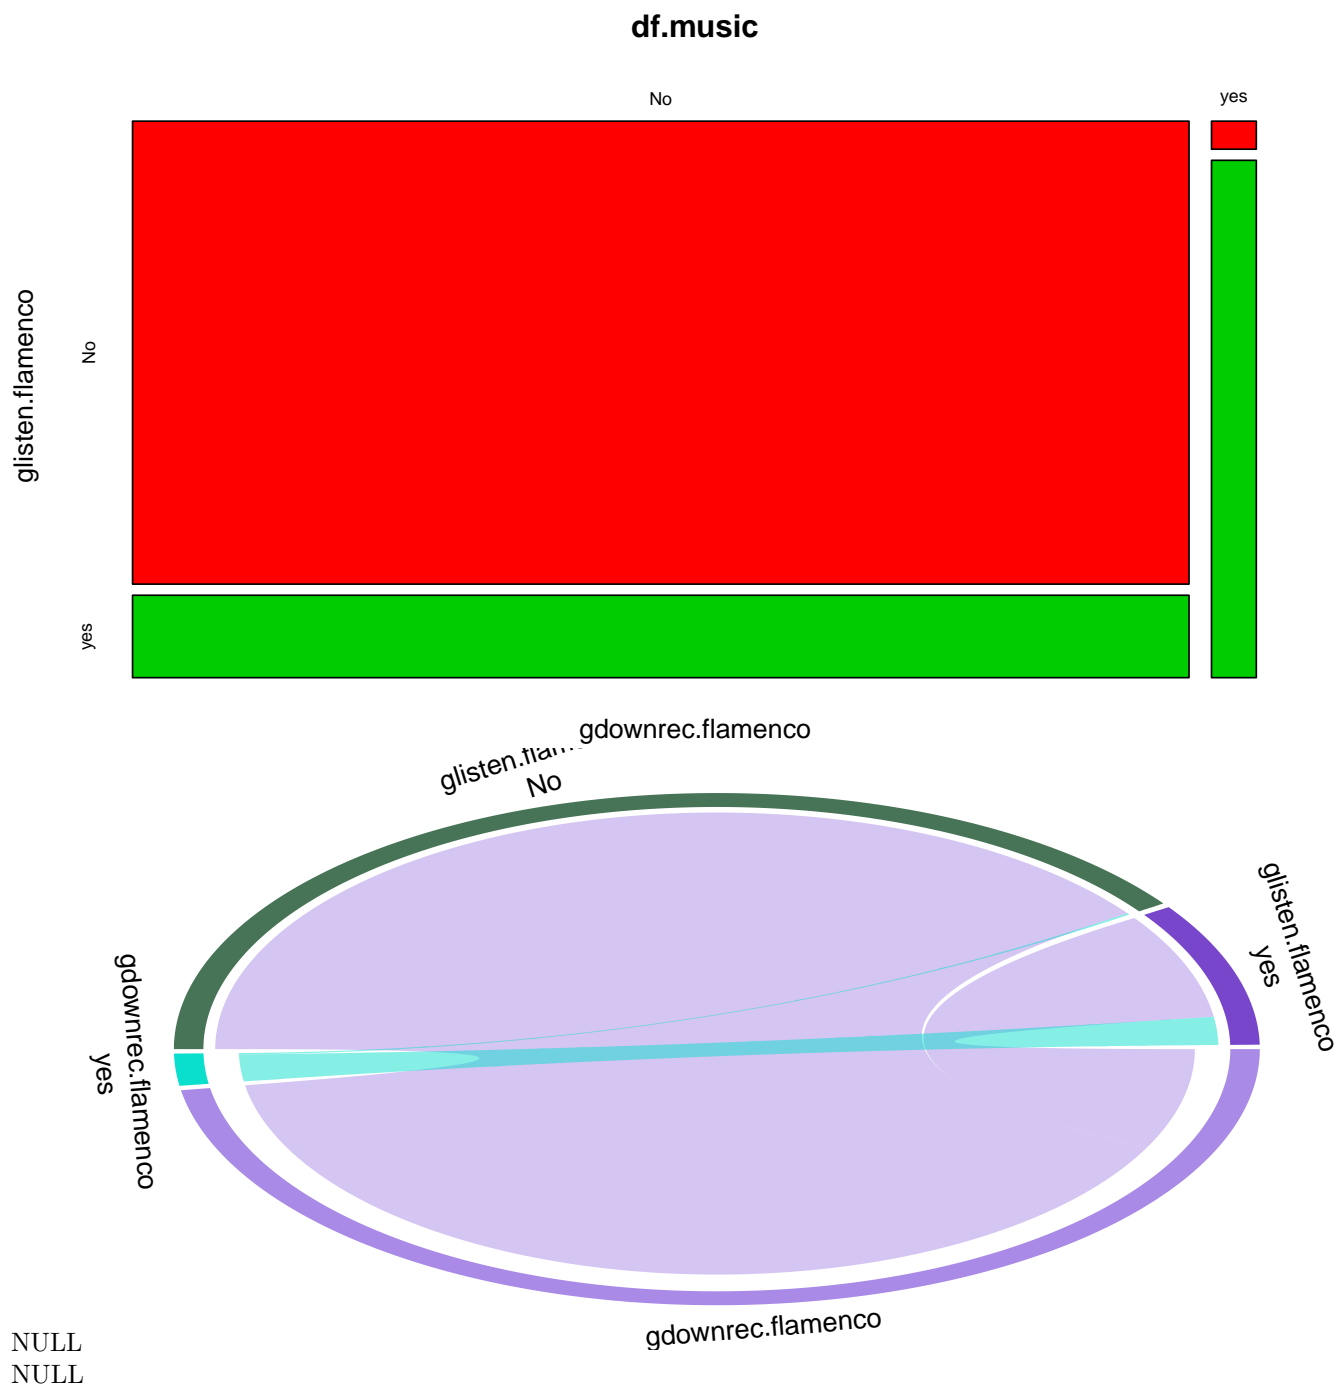 df.music
No
yes
glisten.flamenco
No
yes
gdownrec.flamenco
No
glisten.flamenco
yes
gdownrec.flamenco
yes
gdownrec.flamenco
NULL
NULL